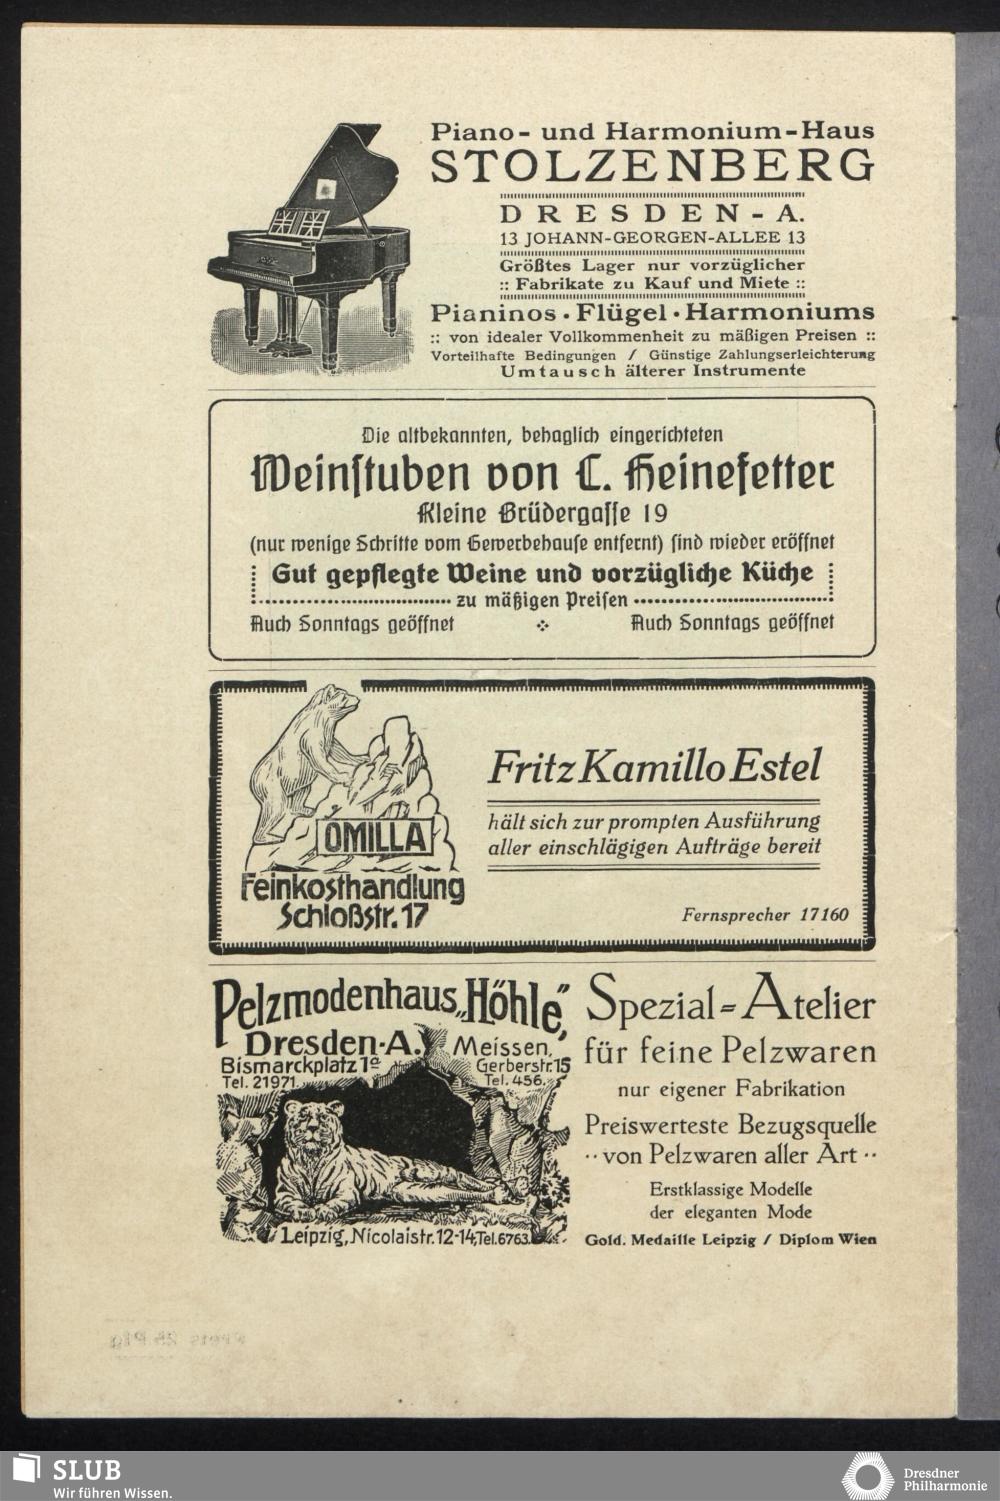 Piano- und Harmonium-Haus
STOLZENBERG
DRESDEN-A.
13 JOHANN-GEORGEN-ALLEE 13
Größtes Lager nur vorzüglicher
:: Fabrikate zu Kauf und Miete ::
Pianinos · Flügel · Harmoniums
:: von idealer Vollkommenheit zu mäßigen Preisen ::
Vorteilhafte Bedingungen / Günstige Zahlungserleichterung
Umtausch älterer Instrumente
Die altbekannten, behaglich eingerichteten
Weinſtuben von C. Heinefetter
Kleine Brüdergaſſe 19
(nur wenige Schritte vom Gewerbehauſe entfernt) ſind wieder eröffnet
Gut gepflegte Weine und vorzügliche Küche
zu mäßigen Preiſen
Auch Sonntags geöffnet Auch Sonntags geöffnet
OMILLA
Feinkosthandlung
Schloßstr. 17
Fritz Kamillo Estel
hält sich zur prompten Ausführung
aller einschlägigen Aufträge bereit
Fernsprecher 17160
Pelzmodenhaus „Höhle“,
Dresden-A. Meissen,
Bismarckplatz 1a Gerberstr. 15
Tel. 21971. Tel. 456.
Leipzig, Nicolaistr. 12-14, Tel. 6763.
Spezial=Atelier
für feine Pelzwaren
nur eigener Fabrikation
Preiswerteste Bezugsquelle
·· von Pelzwaren aller Art ··
Erstklassige Modelle
der eleganten Mode
Gold. Medaille Leipzig / Diplom Wien
SLUB
Wir führen Wissen.
Dresdner
Philharmonie